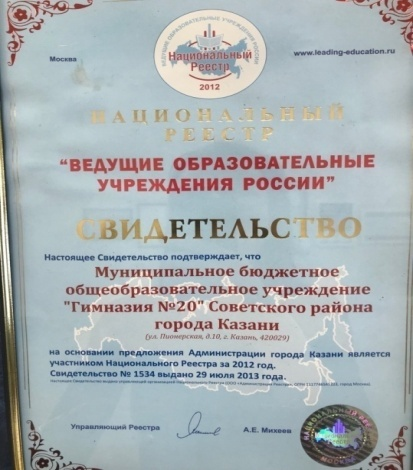 ВЕДУЩИЕ ОБРАЗОВАТЕЛЬНЫЕ УЧРЕЖДЕНИЯ РОССИИ
Национальный
Реестр
2012
Москва
www.leading-education.ru
НАЦИОНАЛЬНЫЙ
РЕЕСТР
"ВЕДУЩИЕ ОБРАЗОВАТЕЛЬНЫЕ
УЧРЕЖДЕНИЯ РОССИИ"
СВИДЕТЕЛЬСТВО
Настоящее Свидетельство подтверждает, что
Муниципальное бюджетное
общеобразовательное учреждение
"Гимназия №20" Советского района
города Казани
(ул. Пионерская, д.10, г. Казань, 420029)
на основании предложения Администрации города Казани является
участником Национального Реестра за 2012 год.
Свидетельство № 1534 выдано 29 июля 2013 года.
Управляющий Реестра
А.Е. Михеев